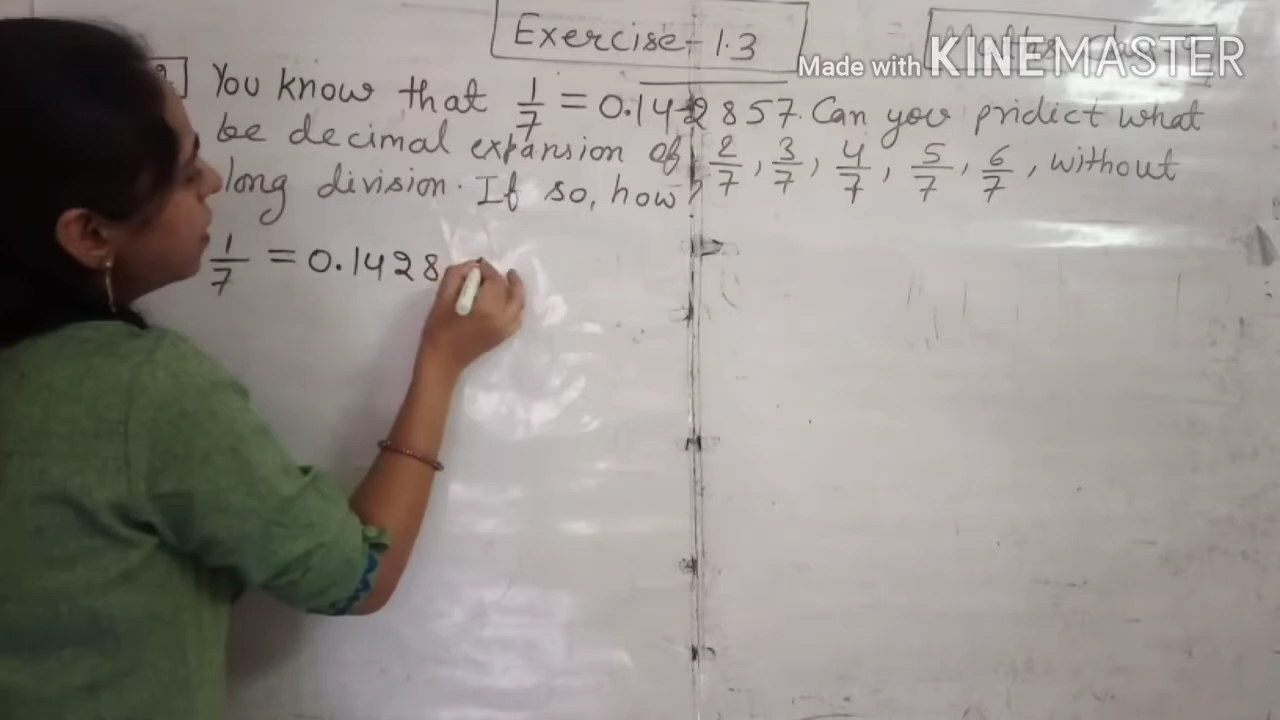 Exercise-1.3
Made with KINEMASTER
You know that 1/7 = 0.142857. Can you pridict what
be decimal expansion of 2/7, 3/7, 4/7, 5/7, 6/7, without
long division. If so, how?
1/7 = 0.1428